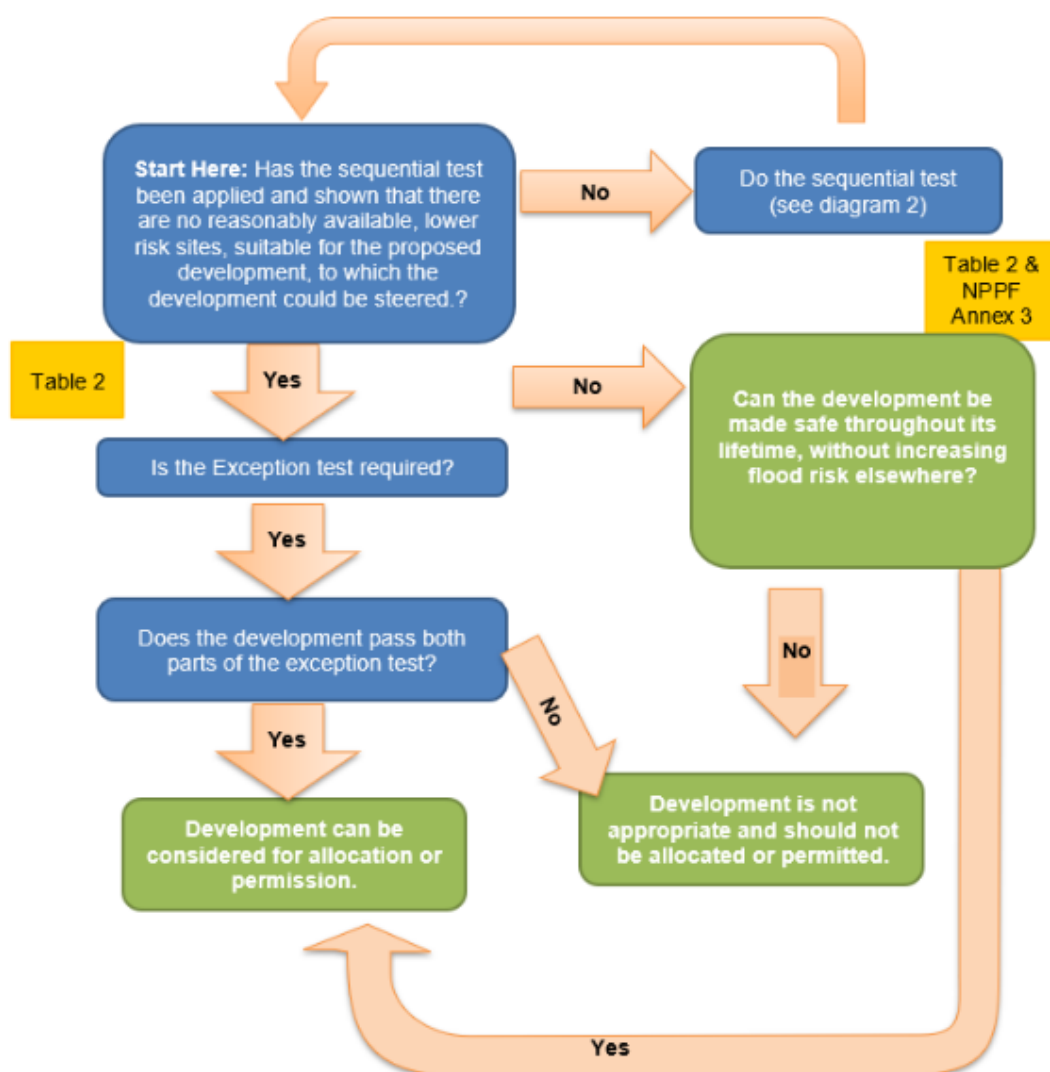 Start Here: Has the sequential test
been applied and shown that there
are no reasonably available, lower
risk sites, suitable for the proposed
development, to which the
development could be steered.?
No
Do the sequential test
(see diagram 2)
Table 2 &
NPPF
Annex 3
Table 2
Yes
No
Can the development be
made safe throughout its
lifetime, without increasing
flood risk elsewhere?
Is the Exception test required?
Yes
Does the development pass both
parts of the exception test?
No
No
Yes
Development can be
considered for allocation or
permission.
Development is not
appropriate and should not
be allocated or permitted.
Yes